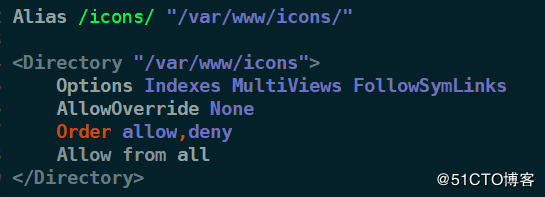 Alias /icons/ "/var/www/icons/"
<Directory "/var/www/icons">
Options Indexes MultiViews FollowSymLinks
AllowOverride None
Order allow,deny
Allow from all
</Directory>
@51CTO博客